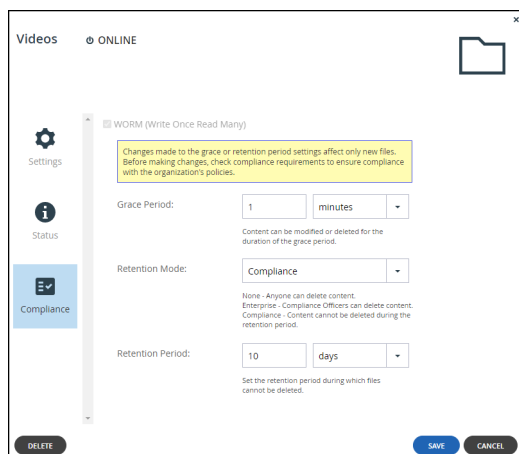 ×
Videos ONLINE
WORM (Write Once Read Many)
Changes made to the grace or retention period settings affect only new files.
Before making changes, check compliance requirements to ensure compliance
with the organization's policies.
Settings
Grace Period: 1 minutes
Content can be modified or deleted for the
duration of the grace period.
Status
Retention Mode: Compliance
None - Anyone can delete content.
Enterprise - Compliance Officers can delete content.
Compliance - Content cannot be deleted during the
retention period.
Compliance
Retention Period: 10 days
Set the retention period during which files
cannot be deleted.
DELETE SAVE CANCEL